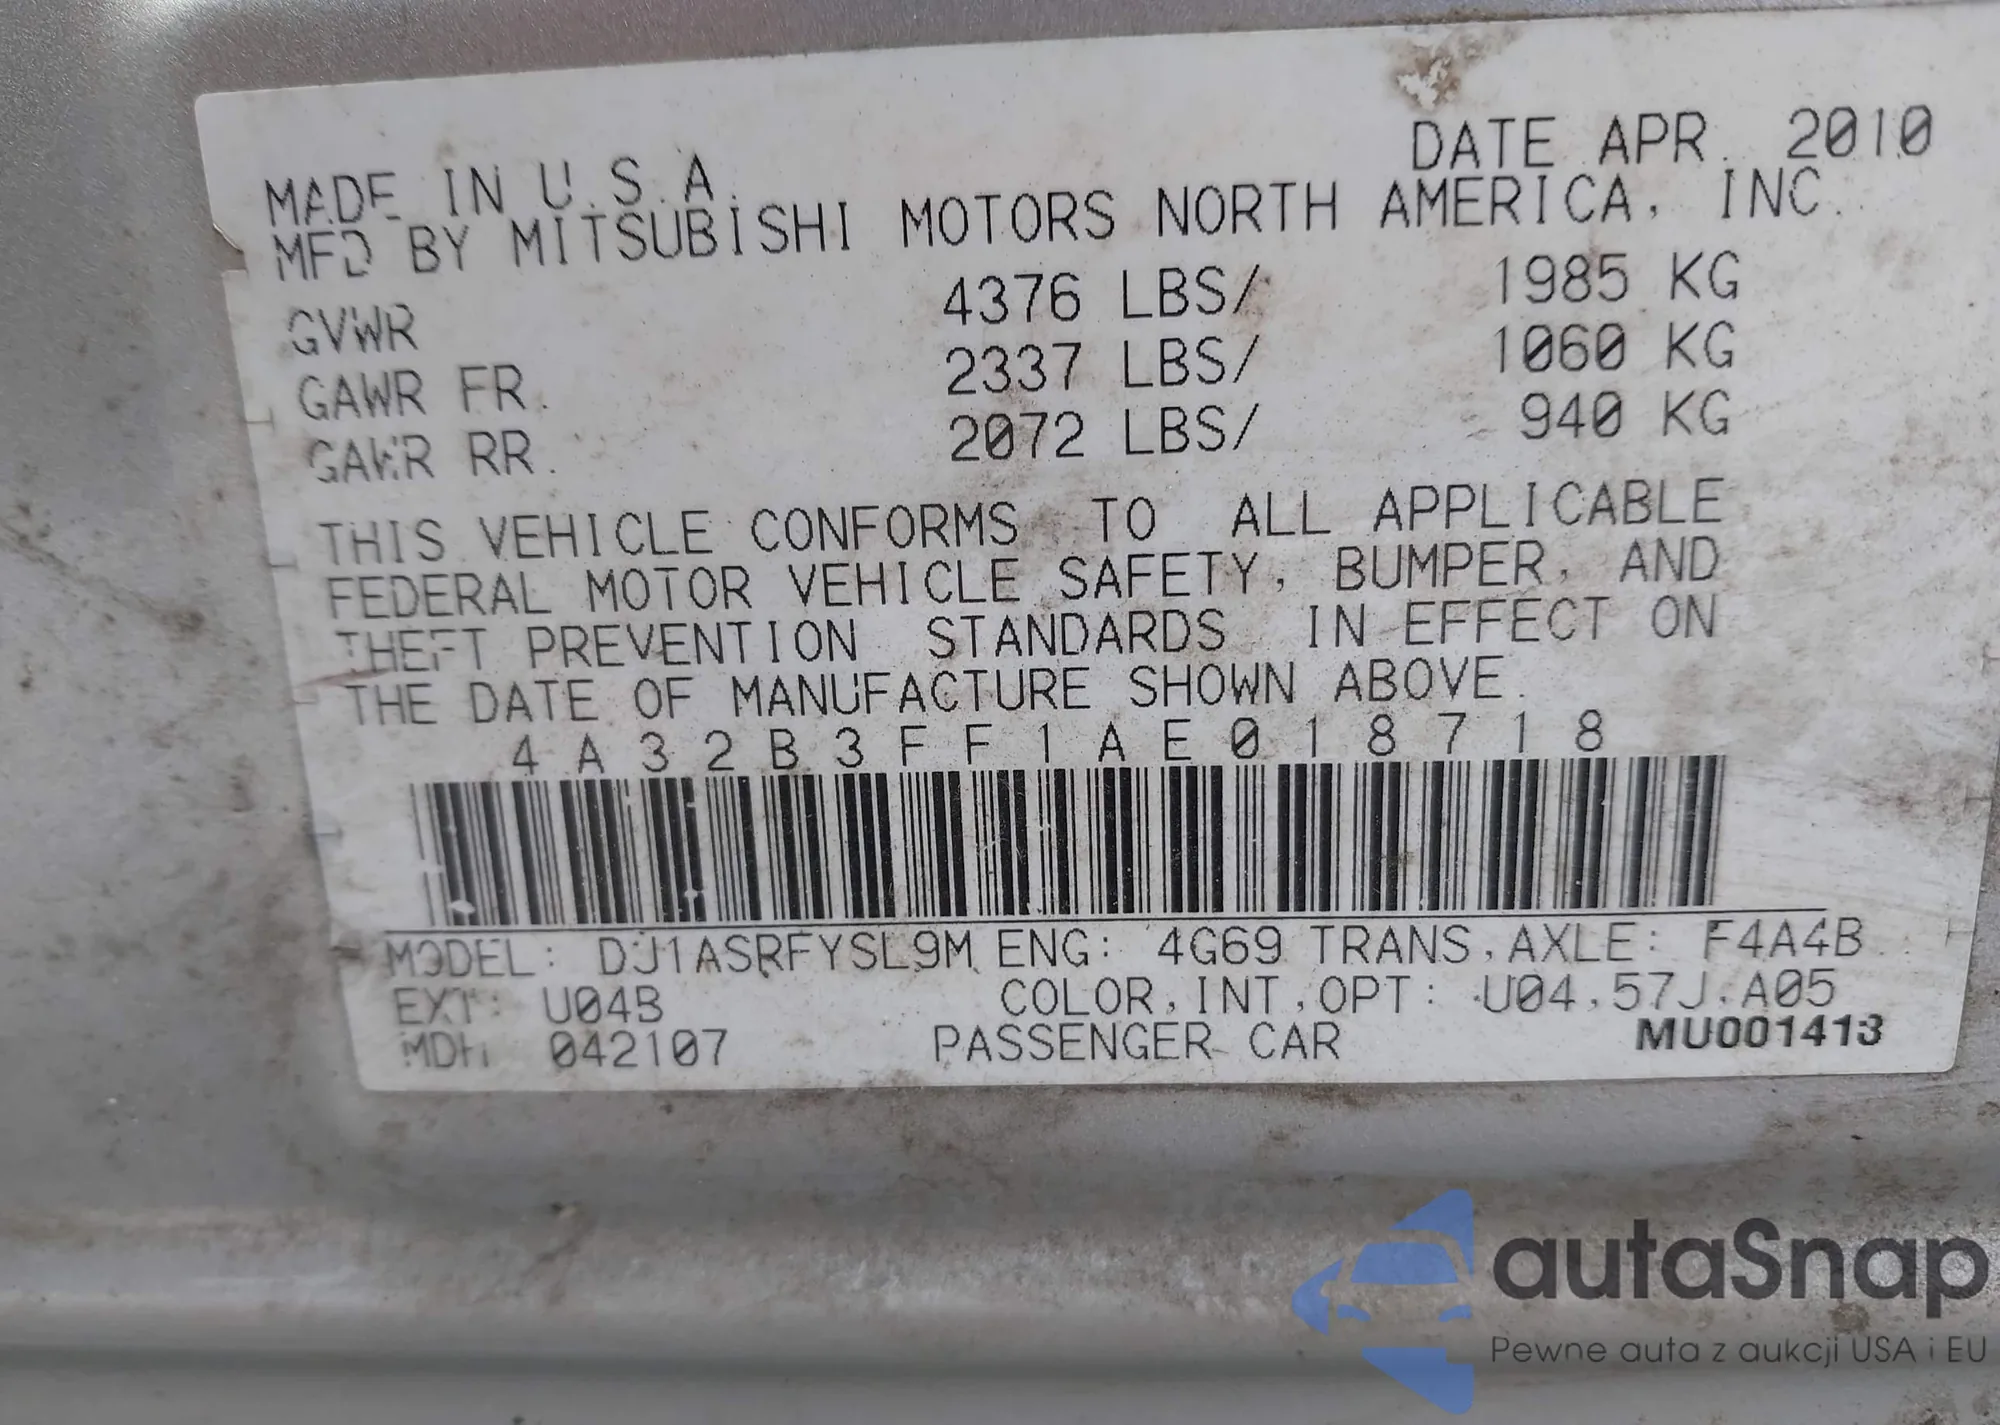 DATE APR. 2010
MADE IN U.S.A.
MFD BY MITSUBISHI MOTORS NORTH AMERICA, INC.
GVWR 4376 LBS/ 1985 KG
GAWR FR. 2337 LBS/ 1060 KG
GAWR RR. 2072 LBS/ 940 KG
THIS VEHICLE CONFORMS TO ALL APPLICABLE
FEDERAL MOTOR VEHICLE SAFETY, BUMPER, AND
THEFT PREVENTION STANDARDS IN EFFECT ON
THE DATE OF MANUFACTURE SHOWN ABOVE.
4A32B3FF1AE018718
MODEL: DJ1ASRFYSL9M ENG: 4G69 TRANS,AXLE: F4A4B
EXT: U04B COLOR,INT,OPT: U04,57J,A05
MDH 042107 PASSENGER CAR MU001413
autaSnap
Pewne auta z aukcji USA i EU